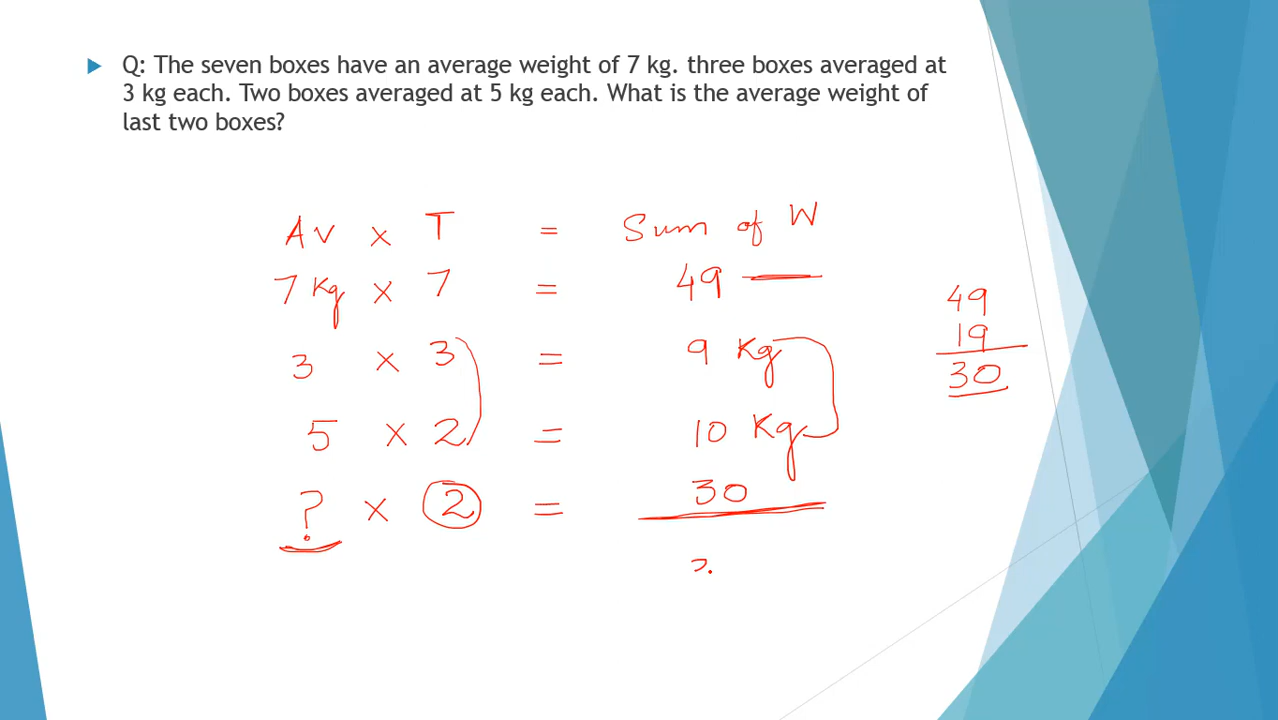 Q: The seven boxes have an average weight of 7 kg. three boxes averaged at
3 kg each. Two boxes averaged at 5 kg each. What is the average weight of
last two boxes?
AV × T = Sum of W
7 Kg × 7 = 49
3 × 3 = 9 Kg
5 × 2 = 10 Kg
? × 2 = 30
49
19
30